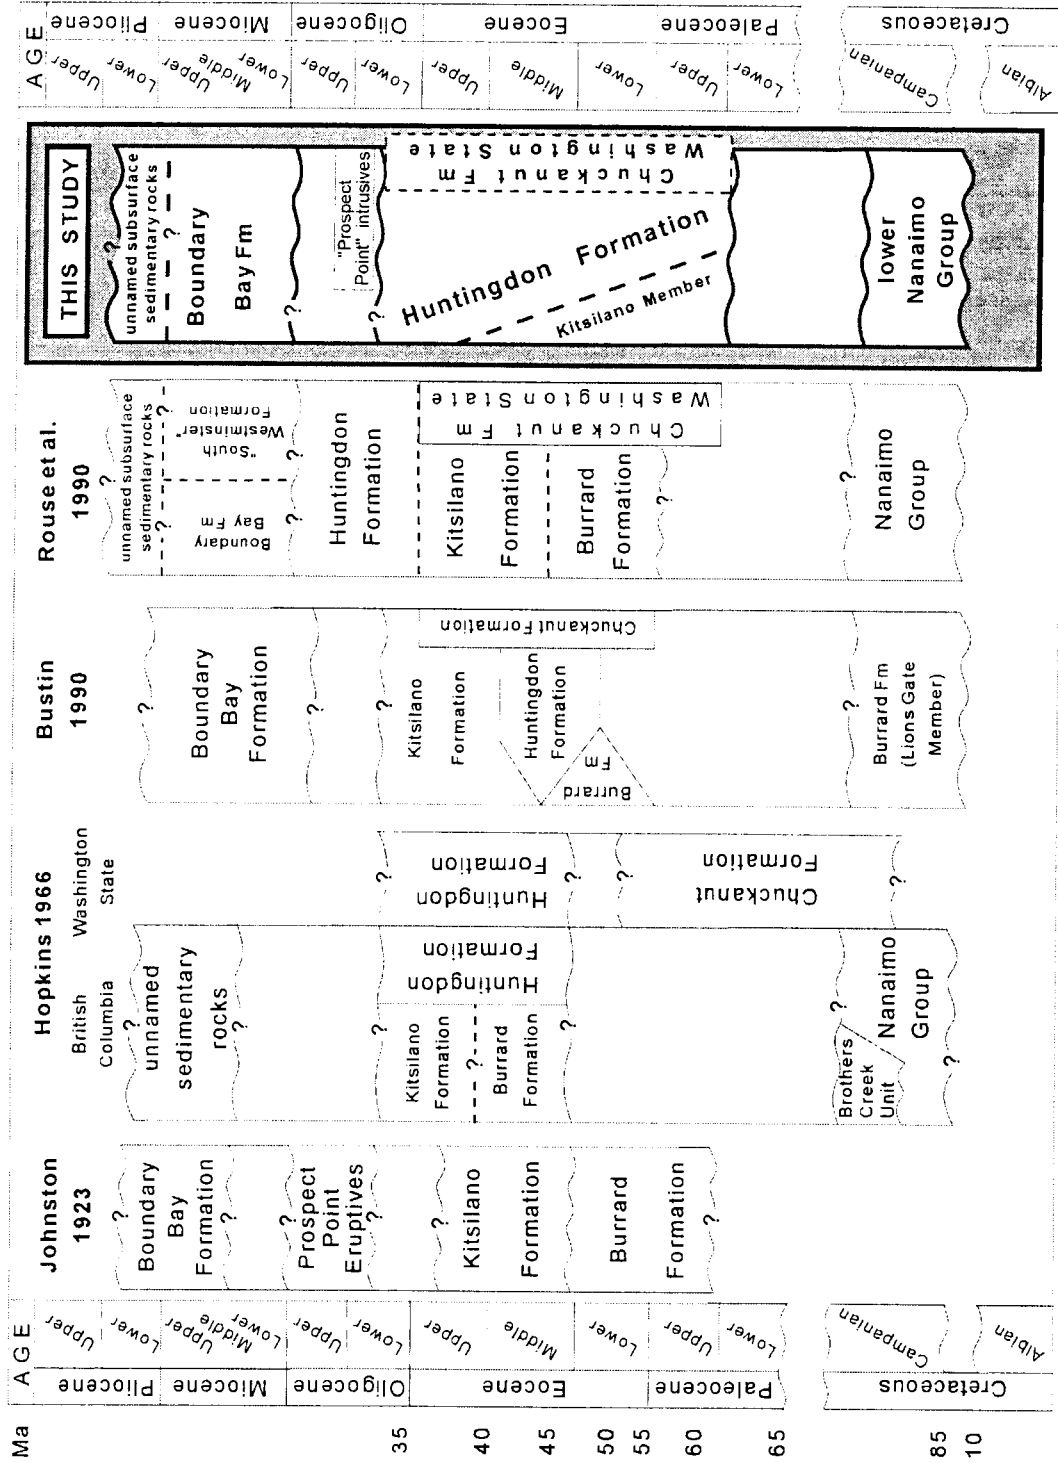 Ma
35
40
45
50
55
60
65
85
10
AGE
Pliocene
Upper
Lower
Miocene
Upper
Middle
Lower
Oligocene
Upper
Lower
Eocene
Upper
Middle
Lower
Paleocene
Upper
Lower
Cretaceous
Campanian
Albian
Johnston
1923
?
Boundary
Bay
Formation
?
?
Prospect
Point
Eruptives
?
?
Kitsilano
Formation
Burrard
Formation
?
Hopkins 1966
British
Columbia
Washington
State
?
unnamed
sedimentary
rocks
?
?
Kitsilano
Formation
?
Burrard
Formation
Huntingdon
Formation
?
?
Brothers
Creek
Unit
Nanaimo
Group
?
?
Huntingdon
Formation
?
?
Chuckanut
Formation
?
Bustin
1990
?
Boundary
Bay
Formation
?
?
Kitsilano
Formation
Huntingdon
Formation
Burrard
Fm
Chuckanut Formation
?
Burrard Fm
(Lions Gate
Member)
?
Rouse et al.
1990
?
unnamed subsurface
sedimentary rocks
?
?
Boundary
Bay Fm
"South
Westminster"
Formation
?
?
Huntingdon
Formation
?
Kitsilano
Formation
Burrard
Formation
Chuckanut Fm
Washington State
?
?
Nanaimo
Group
?
THIS STUDY
?
unnamed subsurface
sedimentary rocks
?
Boundary
Bay Fm
?
"Prospect
Point" intrusives
?
Huntingdon Formation
Kitsilano Member
Chuckanut Fm
Washington State
lower
Nanaimo
Group
AGE
Upper
Lower
Pliocene
Upper
Middle
Lower
Miocene
Upper
Lower
Oligocene
Upper
Middle
Lower
Eocene
Upper
Lower
Paleocene
Campanian
Albian
Cretaceous